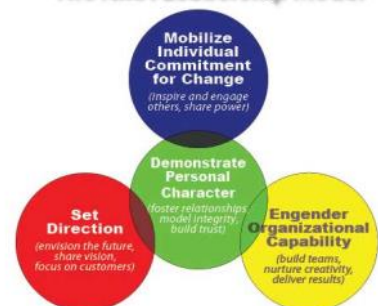 Mobilize
Individual
Commitment
for Change
(inspire and engage
others, share power)
Demonstrate
Personal
Character
(foster relationships
model integrity,
build trust)
Set
Direction
(envision the future,
share vision,
focus on customers)
Engender
Organizational
Capability
(build teams,
nurture creativity,
deliver results)